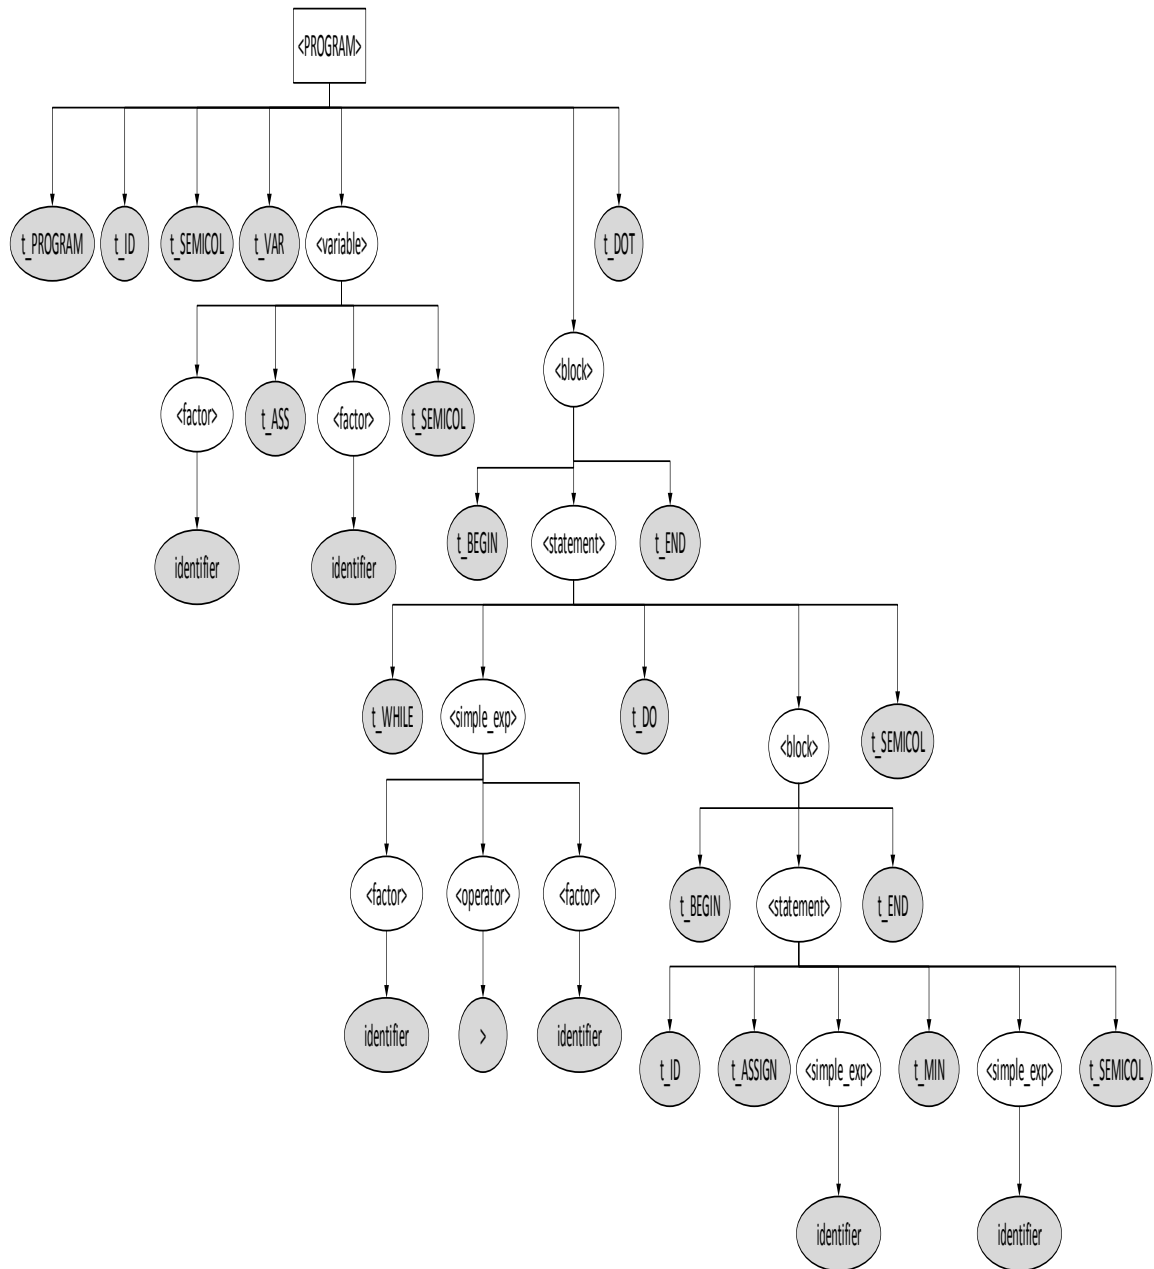 <PROGRAM>
t_PROGRAM t_ID t_SEMICOL t_VAR <variable> t_DOT
<block>
<factor> t_ASS <factor> t_SEMICOL
t_BEGIN <statement> t_END
identifier identifier
t_WHILE <simple_exp> t_DO <block> t_SEMICOL
<factor> <operator> <factor> t_BEGIN <statement> t_END
identifier > identifier
t_ID t_ASSIGN <simple_exp> t_MIN <simple_exp> t_SEMICOL
identifier identifier